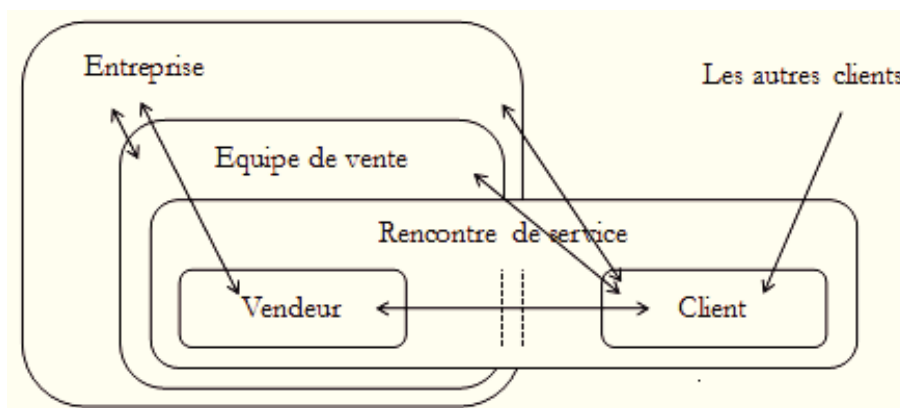 Entreprise
Les autres clients
Equipe de vente
Rencontre de service
Vendeur
Client